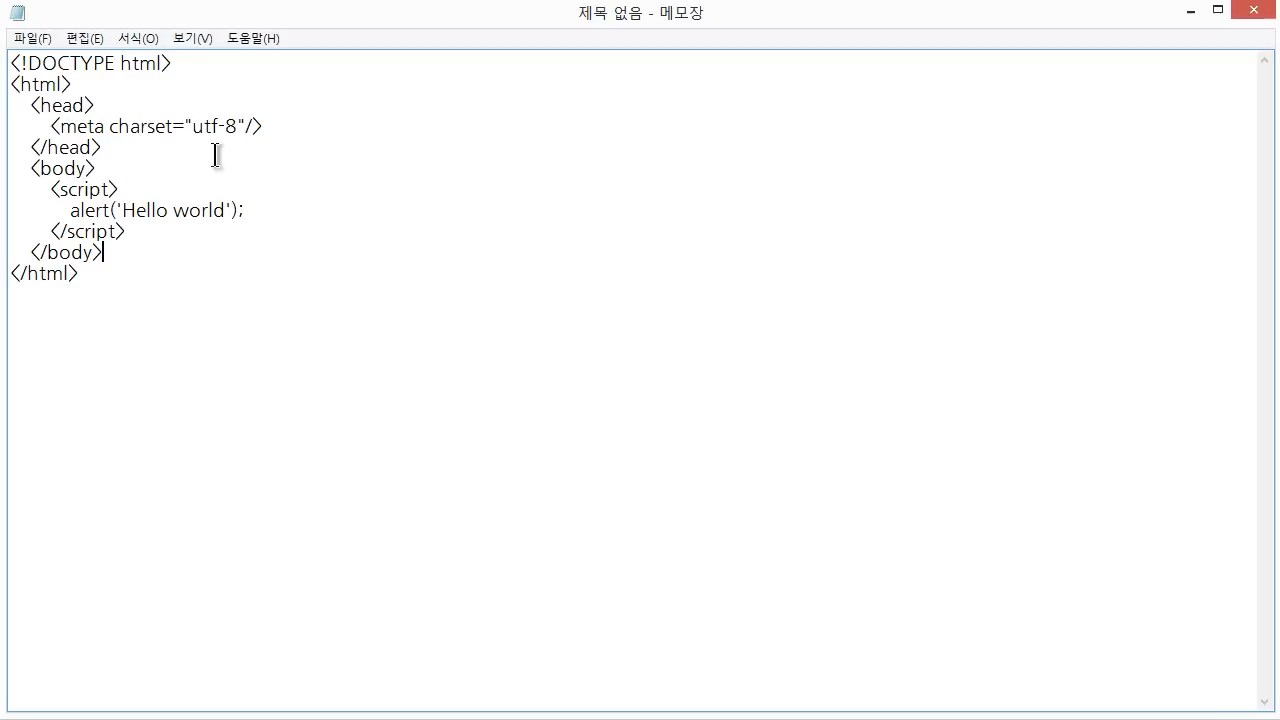 제목 없음 - 메모장
파일(F) 편집(E) 서식(O) 보기(V) 도움말(H)
<!DOCTYPE html>
<html>
    <head>
        <meta charset="utf-8"/>
    </head>
    <body>
        <script>
            alert('Hello world');
        </script>
    </body>
</html>